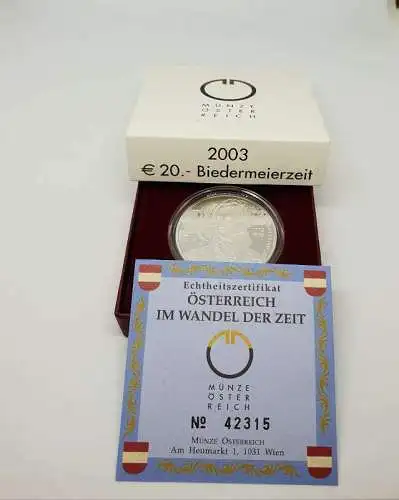 MÜNZE
ÖSTER
REICH
2003
€ 20.- Biedermeierzeit
Echtheitszertifikat
ÖSTERREICH
IM WANDEL DER ZEIT
MÜNZE
ÖSTER
REICH
Nº 42315
MÜNZE ÖSTERREICH
Am Heumarkt 1, 1031 Wien